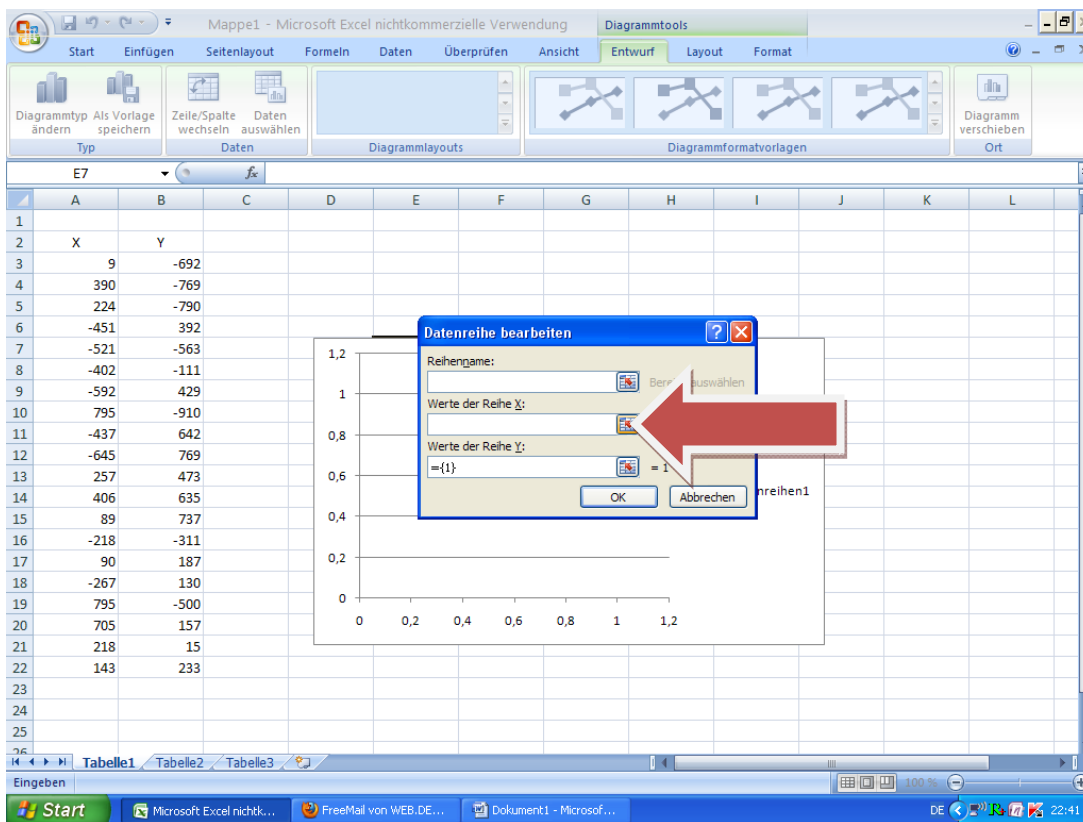 Mappe1 - Microsoft Excel nichtkommerzielle Verwendung Diagrammtools
Start Einfügen Seitenlayout Formeln Daten Überprüfen Ansicht Entwurf Layout Format
Diagrammtyp ändern
Als Vorlage speichern
Zeile/Spalte wechseln
Daten auswählen
Diagramm verschieben
Typ Daten Diagrammlayouts Diagrammformatvorlagen Ort
E7 fx
A B C D E F G H I J K L
1
2 X Y
3 9 -692
4 390 -769
5 224 -790
6 -451 392
7 -521 -563
8 -402 -111
9 -592 429
10 795 -910
11 -437 642
12 -645 769
13 257 473
14 406 635
15 89 737
16 -218 -311
17 90 187
18 -267 130
19 795 -500
20 705 157
21 218 15
22 143 233
23
24
25
26
Datenreihe bearbeiten
Reihenname:
Bereich auswählen
Werte der Reihe X:
Werte der Reihe Y:
={1} = 1
OK Abbrechen
1,2
1
0,8
0,6
0,4
0,2
0
0 0,2 0,4 0,6 0,8 1 1,2
nreihen1
Tabelle1 Tabelle2 Tabelle3
Eingeben 100 %
Start Microsoft Excel nichtk... FreeMail von WEB.DE... Dokument1 - Microsof... DE 22:41